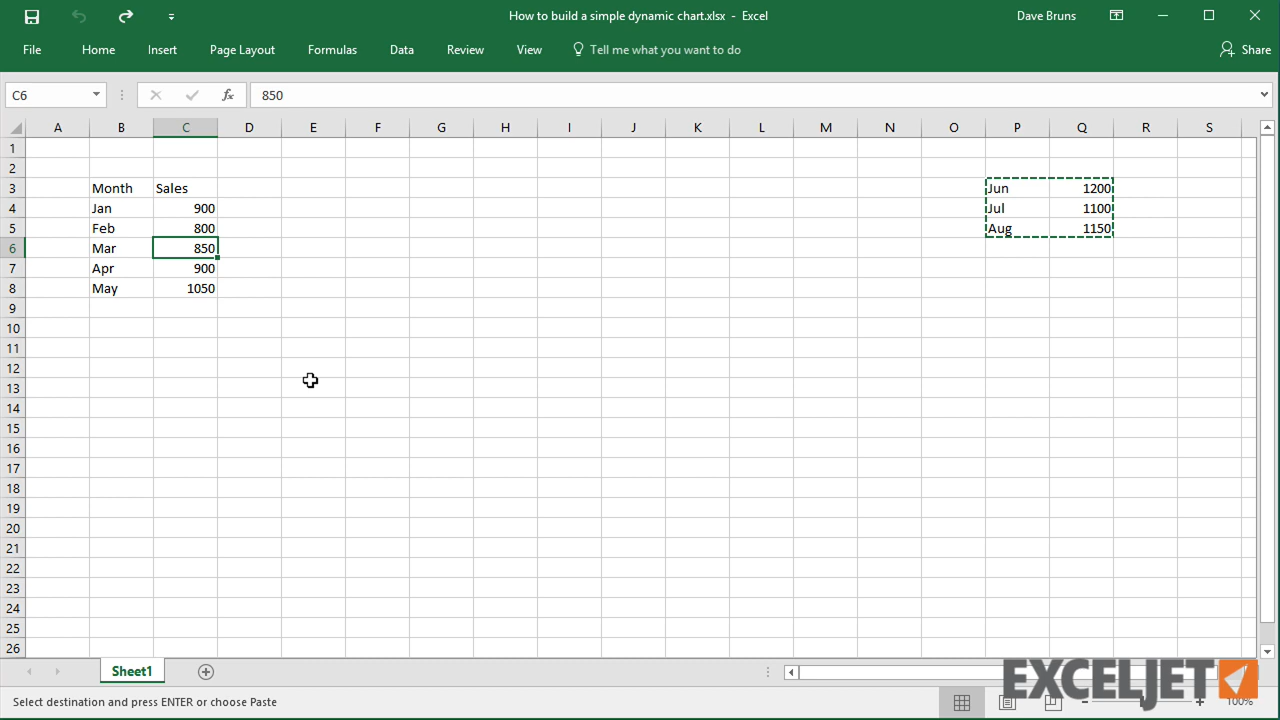 How to build a simple dynamic chart.xlsx - Excel
Dave Bruns
File Home Insert Page Layout Formulas Data Review View Tell me what you want to do Share
C6 fx 850
A B C D E F G H I J K L M N O P Q R S
1
2
3 Month Sales Jun 1200
4 Jan 900 Jul 1100
5 Feb 800 Aug 1150
6 Mar 850
7 Apr 900
8 May 1050
9
10
11
12
13
14
15
16
17
18
19
20
21
22
23
24
25
26
Sheet1
EXCELJET
Select destination and press ENTER or choose Paste
100%